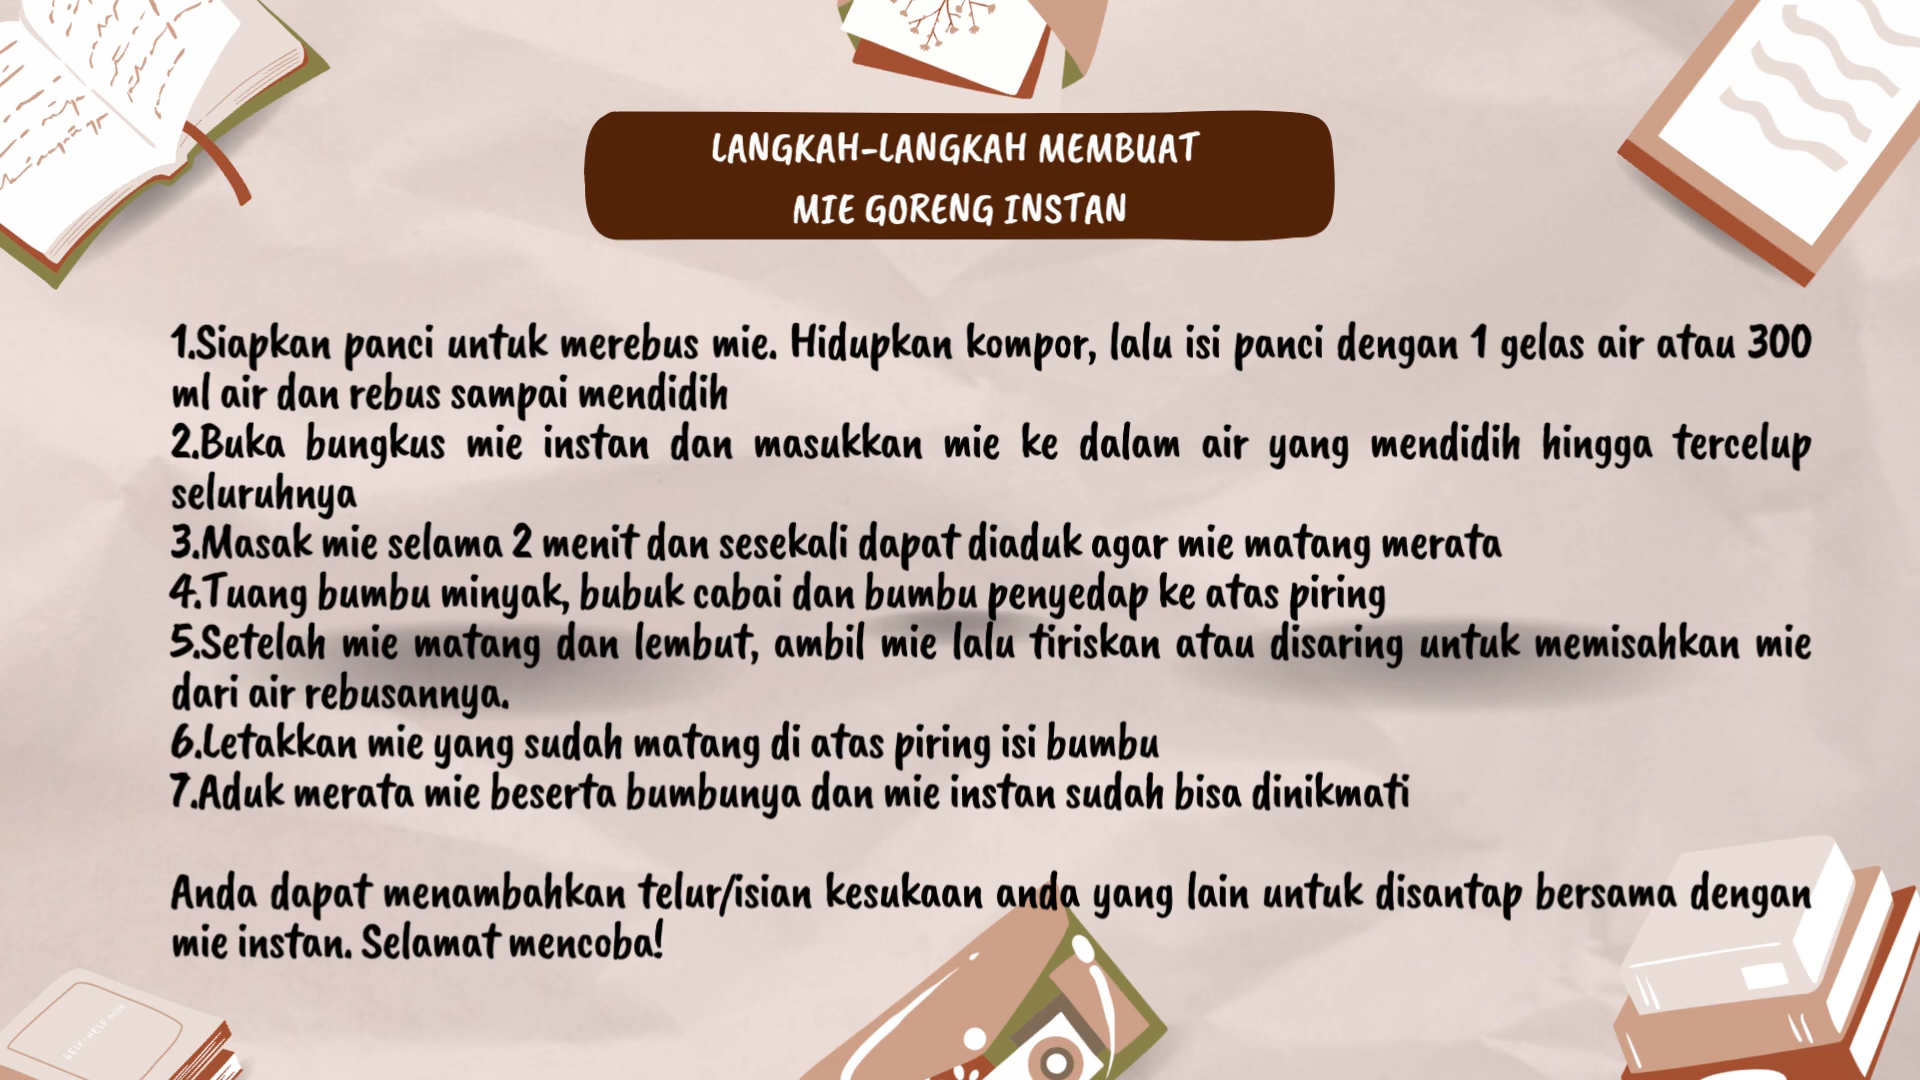 LANGKAH-LANGKAH MEMBUAT
MIE GORENG INSTAN
1.Siapkan panci untuk merebus mie. Hidupkan kompor, lalu isi panci dengan 1 gelas air atau 300
ml air dan rebus sampai mendidih
2.Buka bungkus mie instan dan masukkan mie ke dalam air yang mendidih hingga tercelup
seluruhnya
3.Masak mie selama 2 menit dan sesekali dapat diaduk agar mie matang merata
4.Tuang bumbu minyak, bubuk cabai dan bumbu penyedap ke atas piring
5.Setelah mie matang dan lembut, ambil mie lalu tiriskan atau disaring untuk memisahkan mie
dari air rebusannya.
6.Letakkan mie yang sudah matang di atas piring isi bumbu
7.Aduk merata mie beserta bumbunya dan mie instan sudah bisa dinikmati
Anda dapat menambahkan telur/isian kesukaan anda yang lain untuk disantap bersama dengan
mie instan. Selamat mencoba!
SELF-HELP BOOK